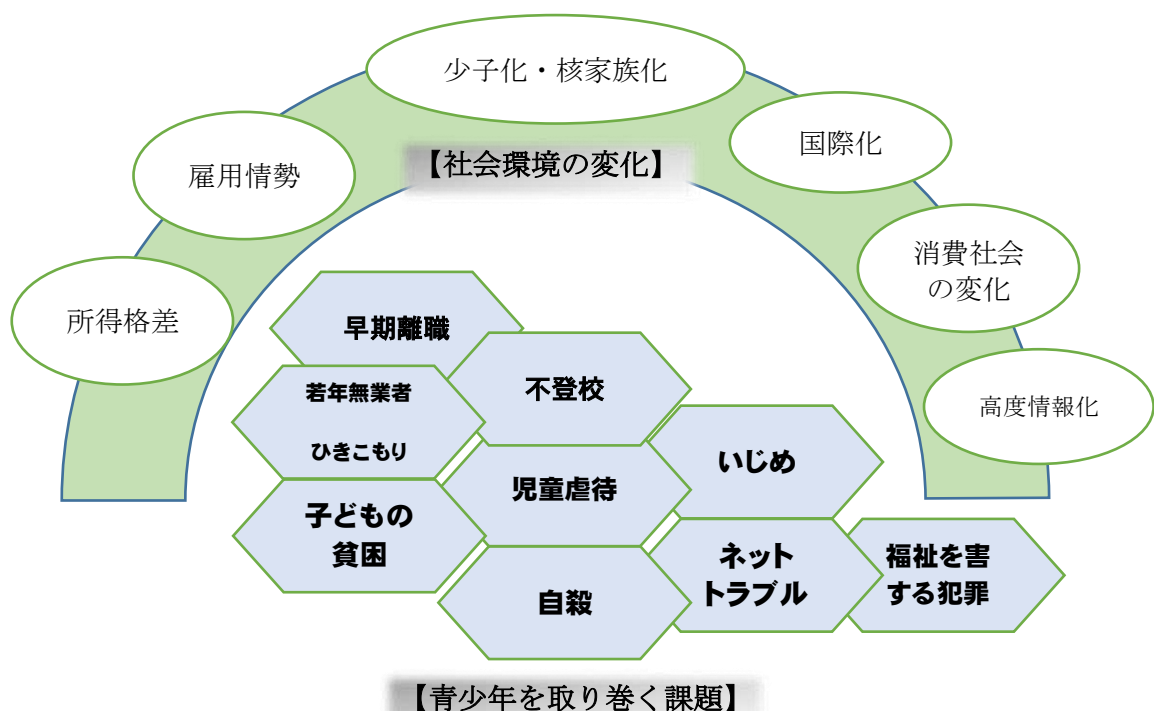 少子化・核家族化
国際化
【社会環境の変化】
雇用情勢
消費社会
の変化
所得格差
高度情報化
早期離職
不登校
若年無業者
ひきこもり
いじめ
児童虐待
子どもの
貧困
ネット
トラブル
福祉を害
する犯罪
自殺
【青少年を取り巻く課題】